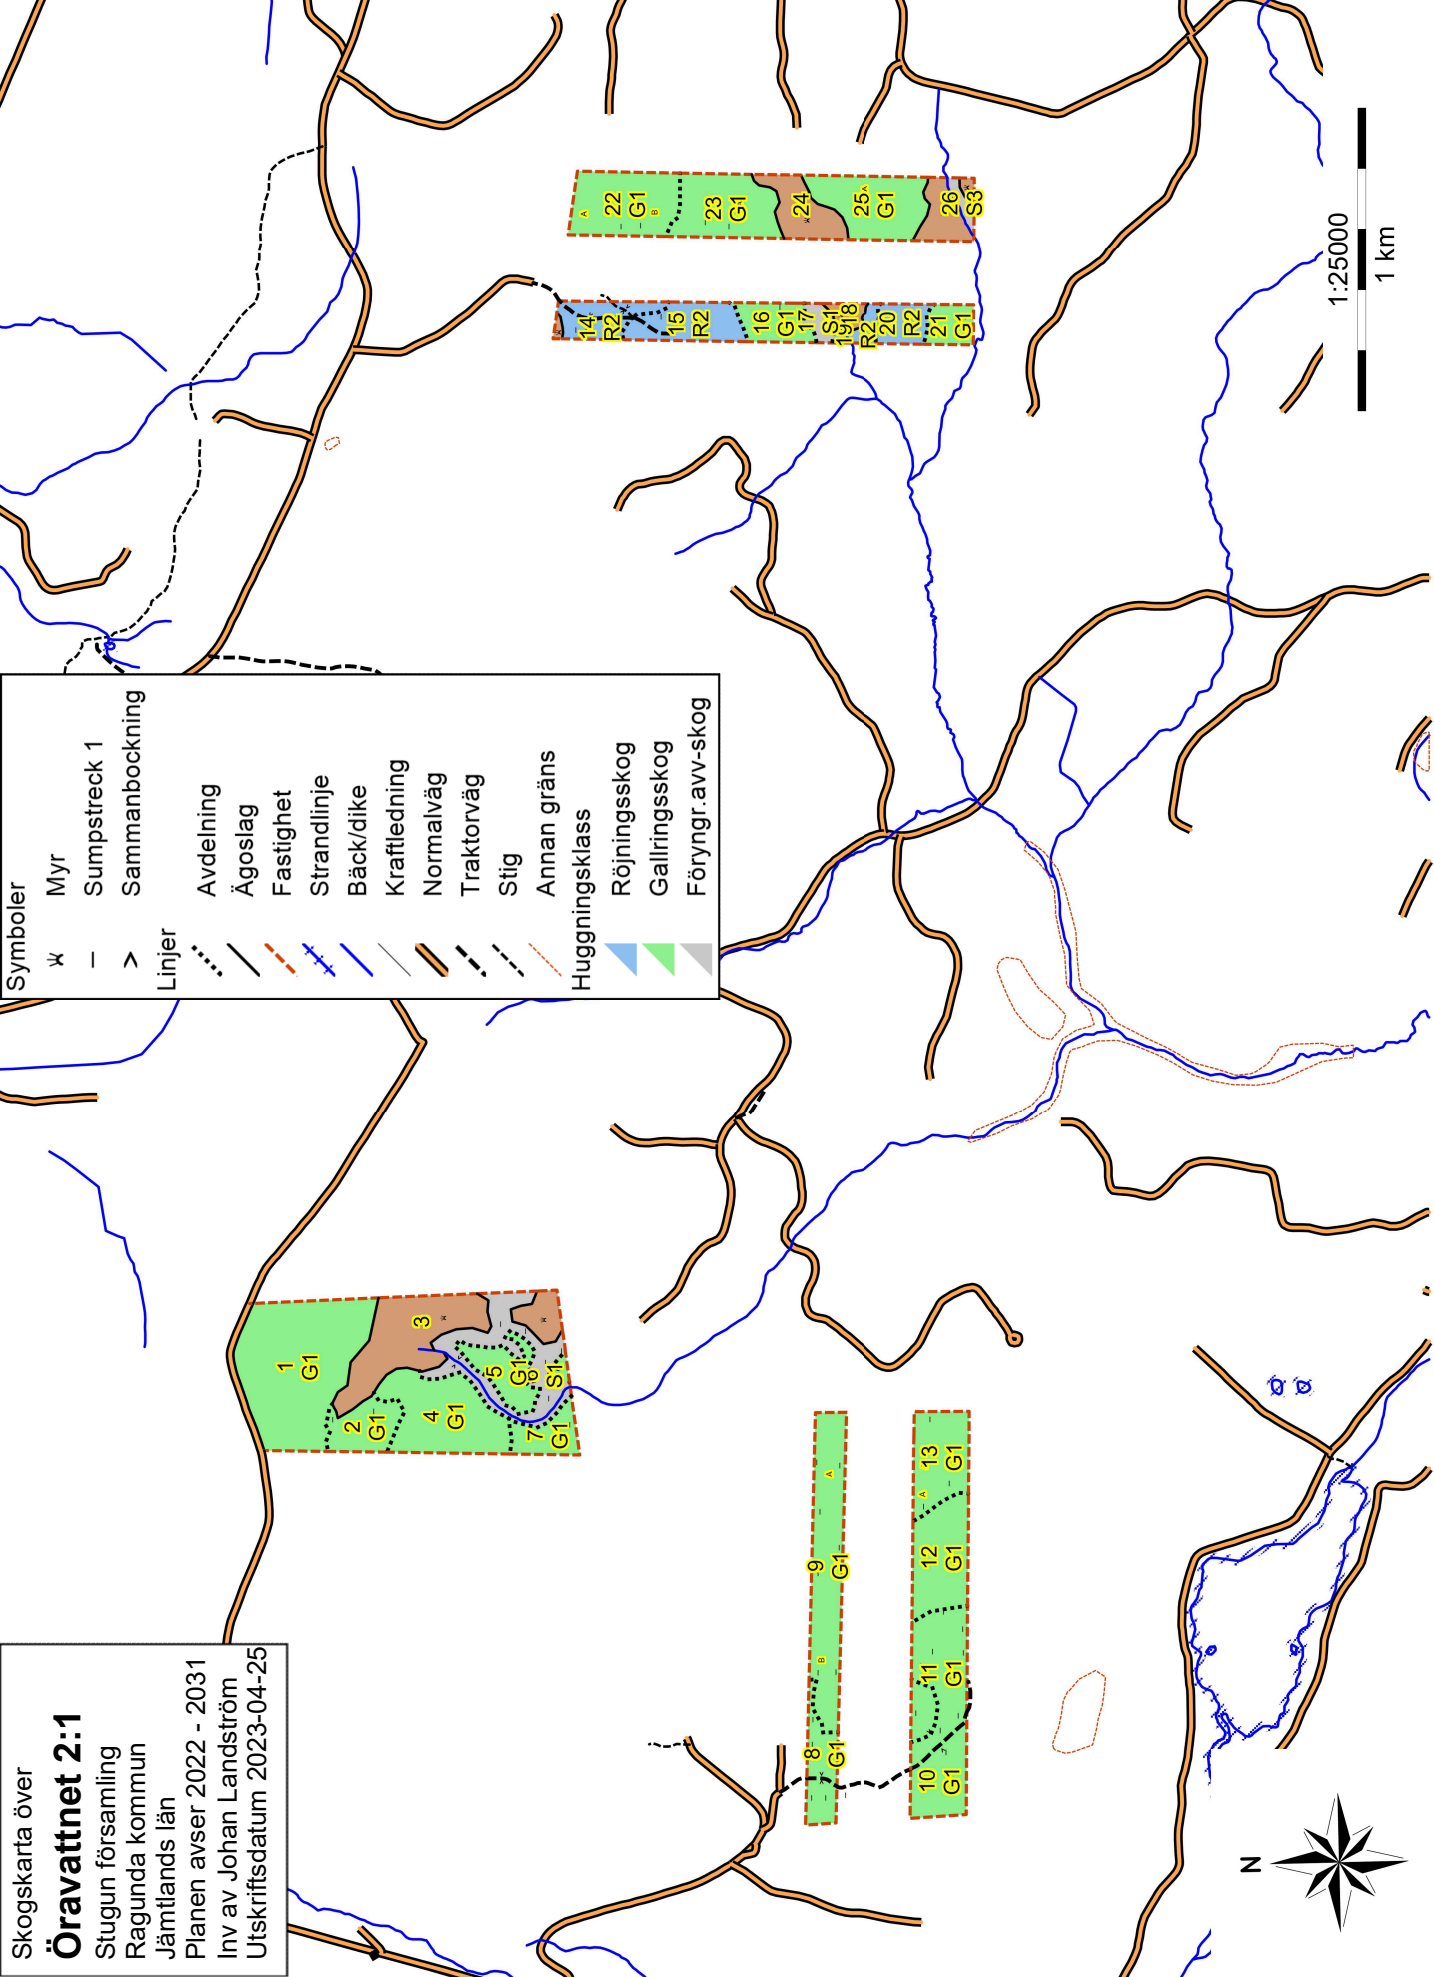 Skogskarta över
Öravattnet 2:1
Stugun församling
Ragunda kommun
Jämtlands län
Planen avser 2022 - 2031
Inv av Johan Landström
Utskriftsdatum 2023-04-25
Symboler
Myr
Sumpstreck 1
Sammanbockning
Linjer
Avdelning
Ägoslag
Fastighet
Strandlinje
Bäck/dike
Kraftledning
Normalväg
Traktorväg
Stig
Annan gräns
Huggningsklass
Röjningsskog
Gallringsskog
Föryngr.avv-skog
1
G1
2
G1
3
4
G1
5
G1
6
S1
7
G1
8
G1
9
G1
A
B
10
G1
11
G1
12
G1
13
G1
A
14
R2
15
R2
16
G1
17
S1
18
19
R2
20
R2
21
G1
A
22
G1
B
23
G1
24
25
A
G1
26
S3
N
1:25000
1 km